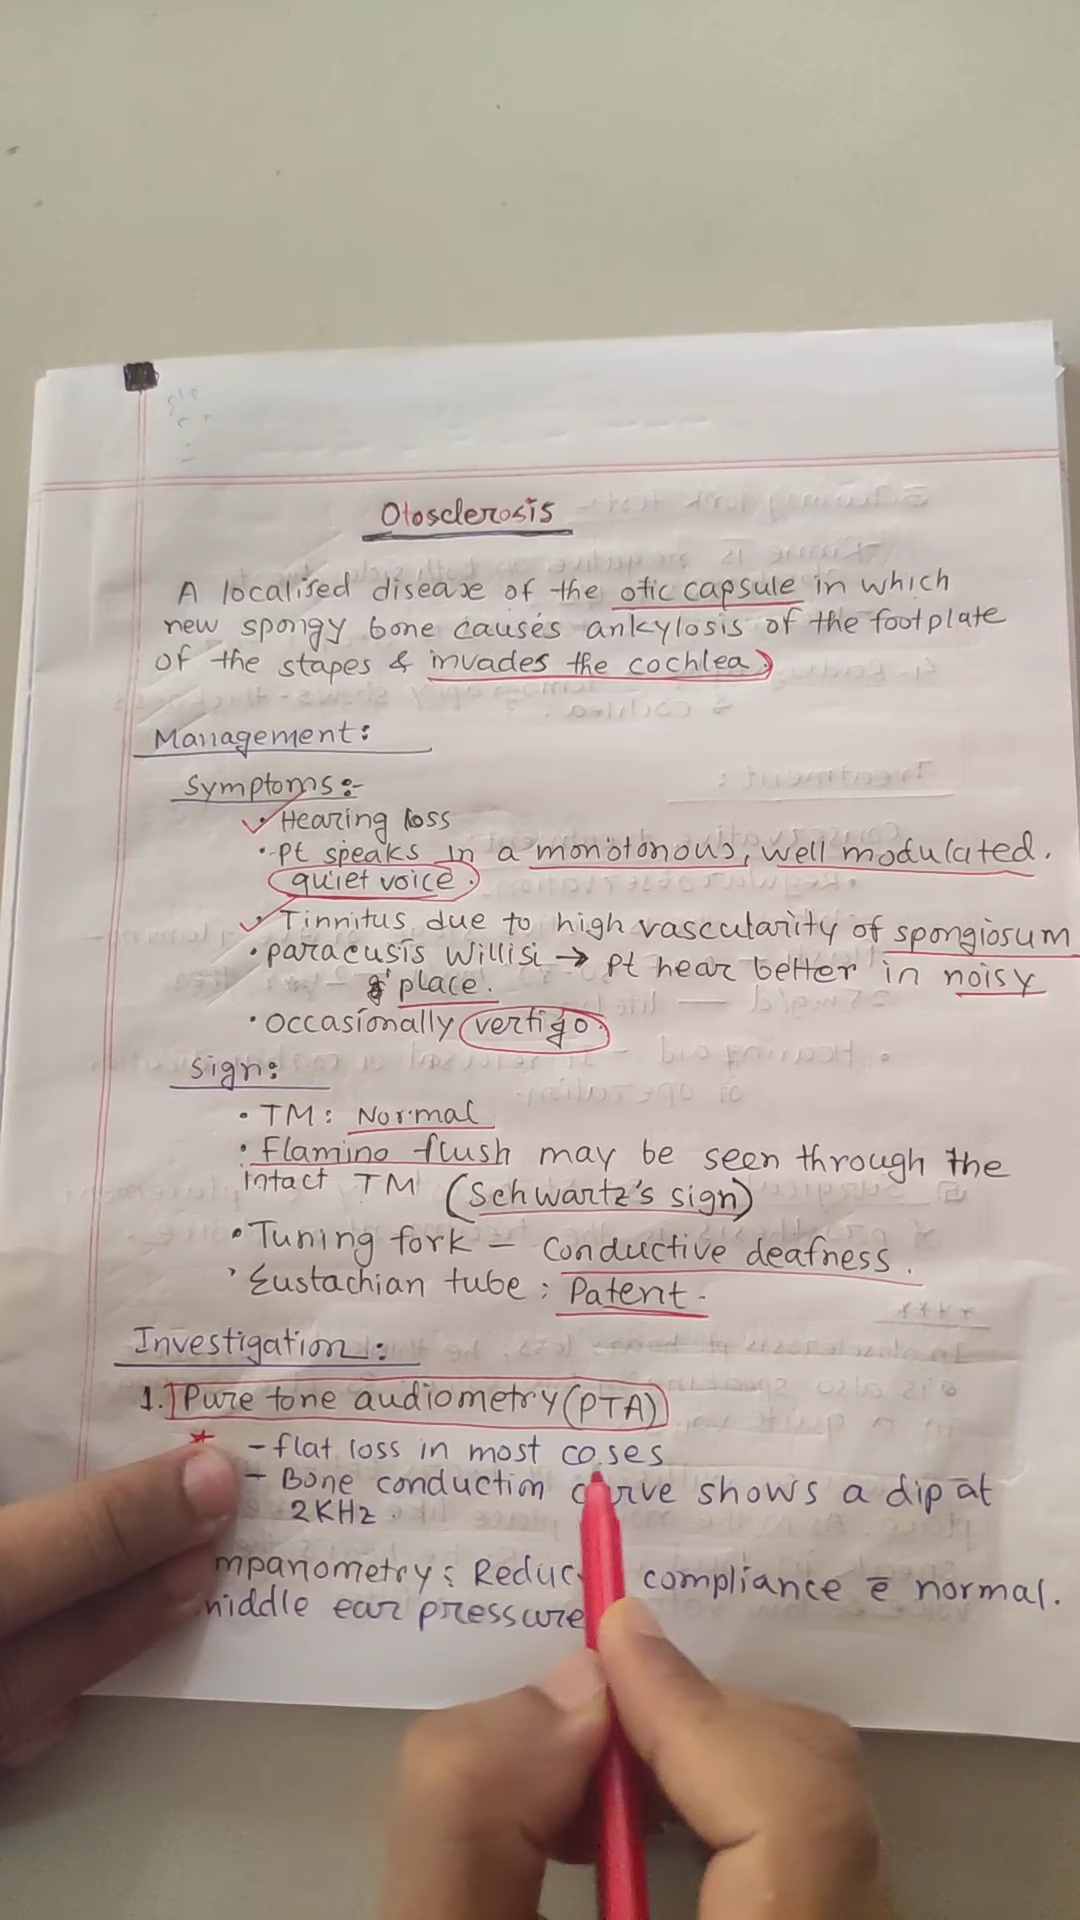 Otosclerosis
A localised disease of the otic capsule in which
new spongy bone causes ankylosis of the footplate
of the stapes & invades the cochlea.
Management:
Symptoms:-
• Hearing loss
• Pt speaks in a monotonous, well modulated.
quiet voice.
• Tinnitus due to high vascularity of spongiosum
• paracusis willisi → pt hear better in noisy
place.
• Occasionally vertigo.
Sign:
• TM: Normal
• Flamino flush may be seen through the
intact TM (Schwartz's sign)
• Tuning fork – Conductive deafness.
• Eustachian tube: Patent.
Investigation:
1. Pure tone audiometry (PTA)
* – flat loss in most cases
– Bone conduction curve shows a dip at
2KHz.
compliance c̄ normal.
middle ear pressure